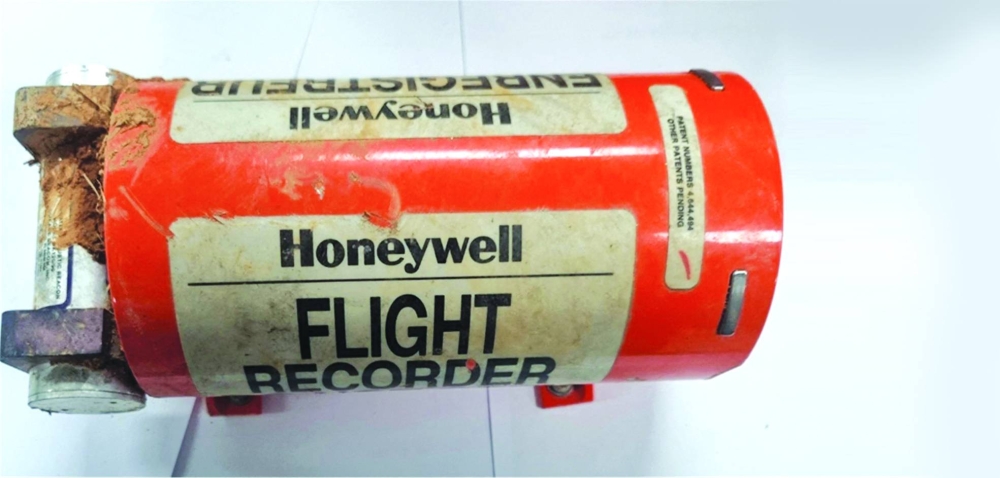 ENREGISTREUR
Honeywell
PATENT NUMBERS 4,644,494
OTHER PATENTS PENDING
Honeywell
FLIGHT
RECORDER